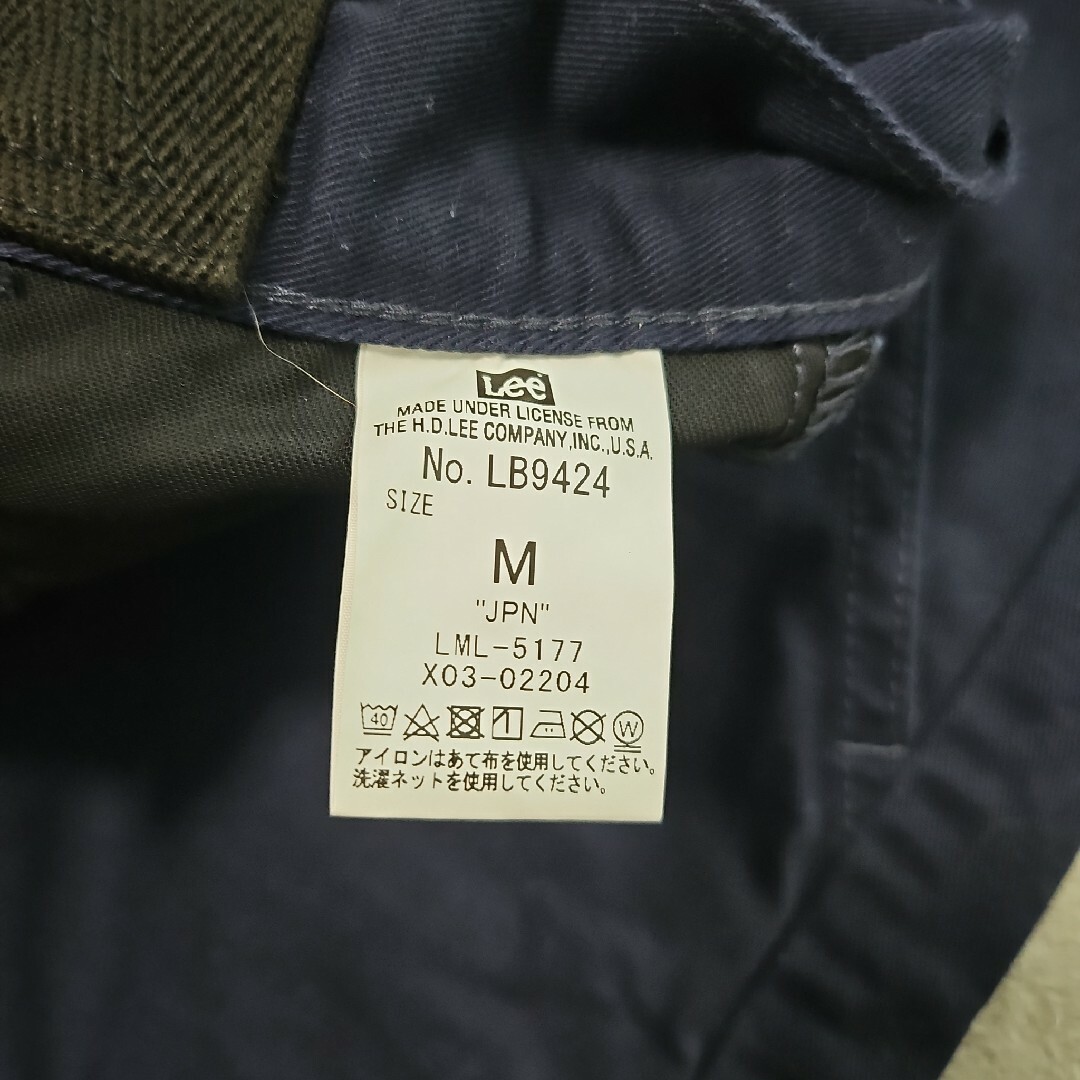 Lee
MADE UNDER LICENSE FROM
THE H.D.LEE COMPANY,INC.,U.S.A.
No. LB9424
SIZE
M
"JPN"
LML-5177
X03-02204
40 W
アイロンはあて布を使用してください。
洗濯ネットを使用してください。